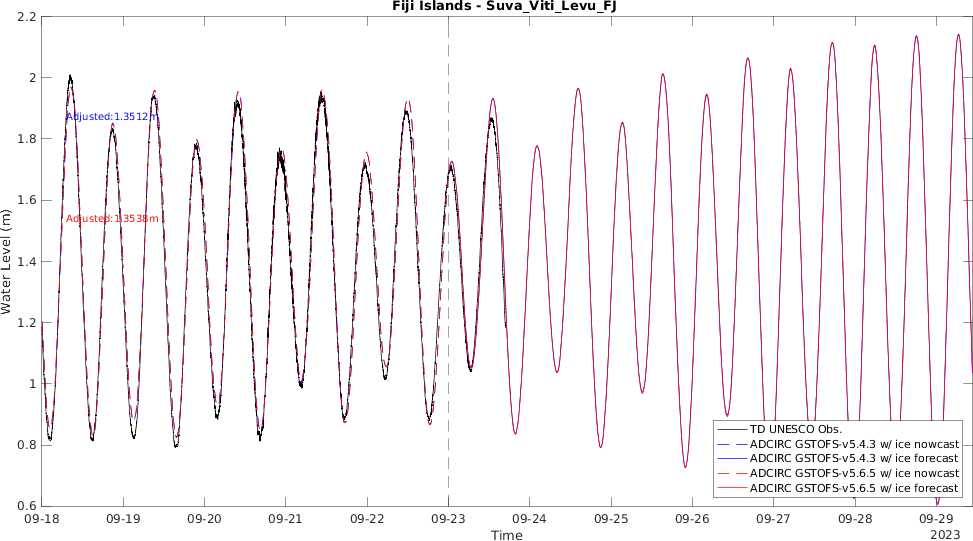 Fiji Islands - Suva_Viti_Levu_FJ
Water Level (m)
2.2
2
1.8
1.6
1.4
1.2
1
0.8
0.6
Adjusted:1.3512m
Adjusted:1.3538m
TD UNESCO Obs.
ADCIRC GSTOFS-v5.4.3 w/ ice nowcast
ADCIRC GSTOFS-v5.4.3 w/ ice forecast
ADCIRC GSTOFS-v5.6.5 w/ ice nowcast
ADCIRC GSTOFS-v5.6.5 w/ ice forecast
09-18 09-19 09-20 09-21 09-22 09-23 09-24 09-25 09-26 09-27 09-28 09-29
Time
2023